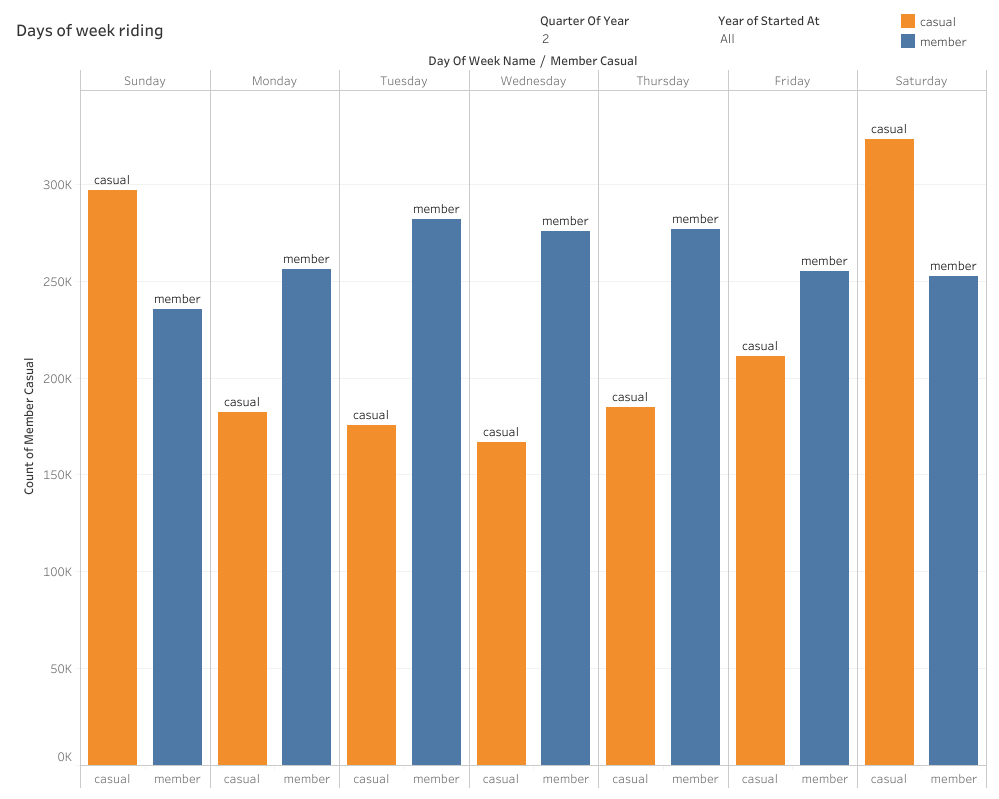 Days of week riding
Quarter Of Year
2
Year of Started At
All
casual
member
Day Of Week Name / Member Casual
Sunday Monday Tuesday Wednesday Thursday Friday Saturday
Count of Member Casual
300K
250K
200K
150K
100K
50K
0K
casual
member
casual
member
casual
member
casual
member
casual
member
casual
member
casual
member
casual member casual member casual member casual member casual member casual member casual member